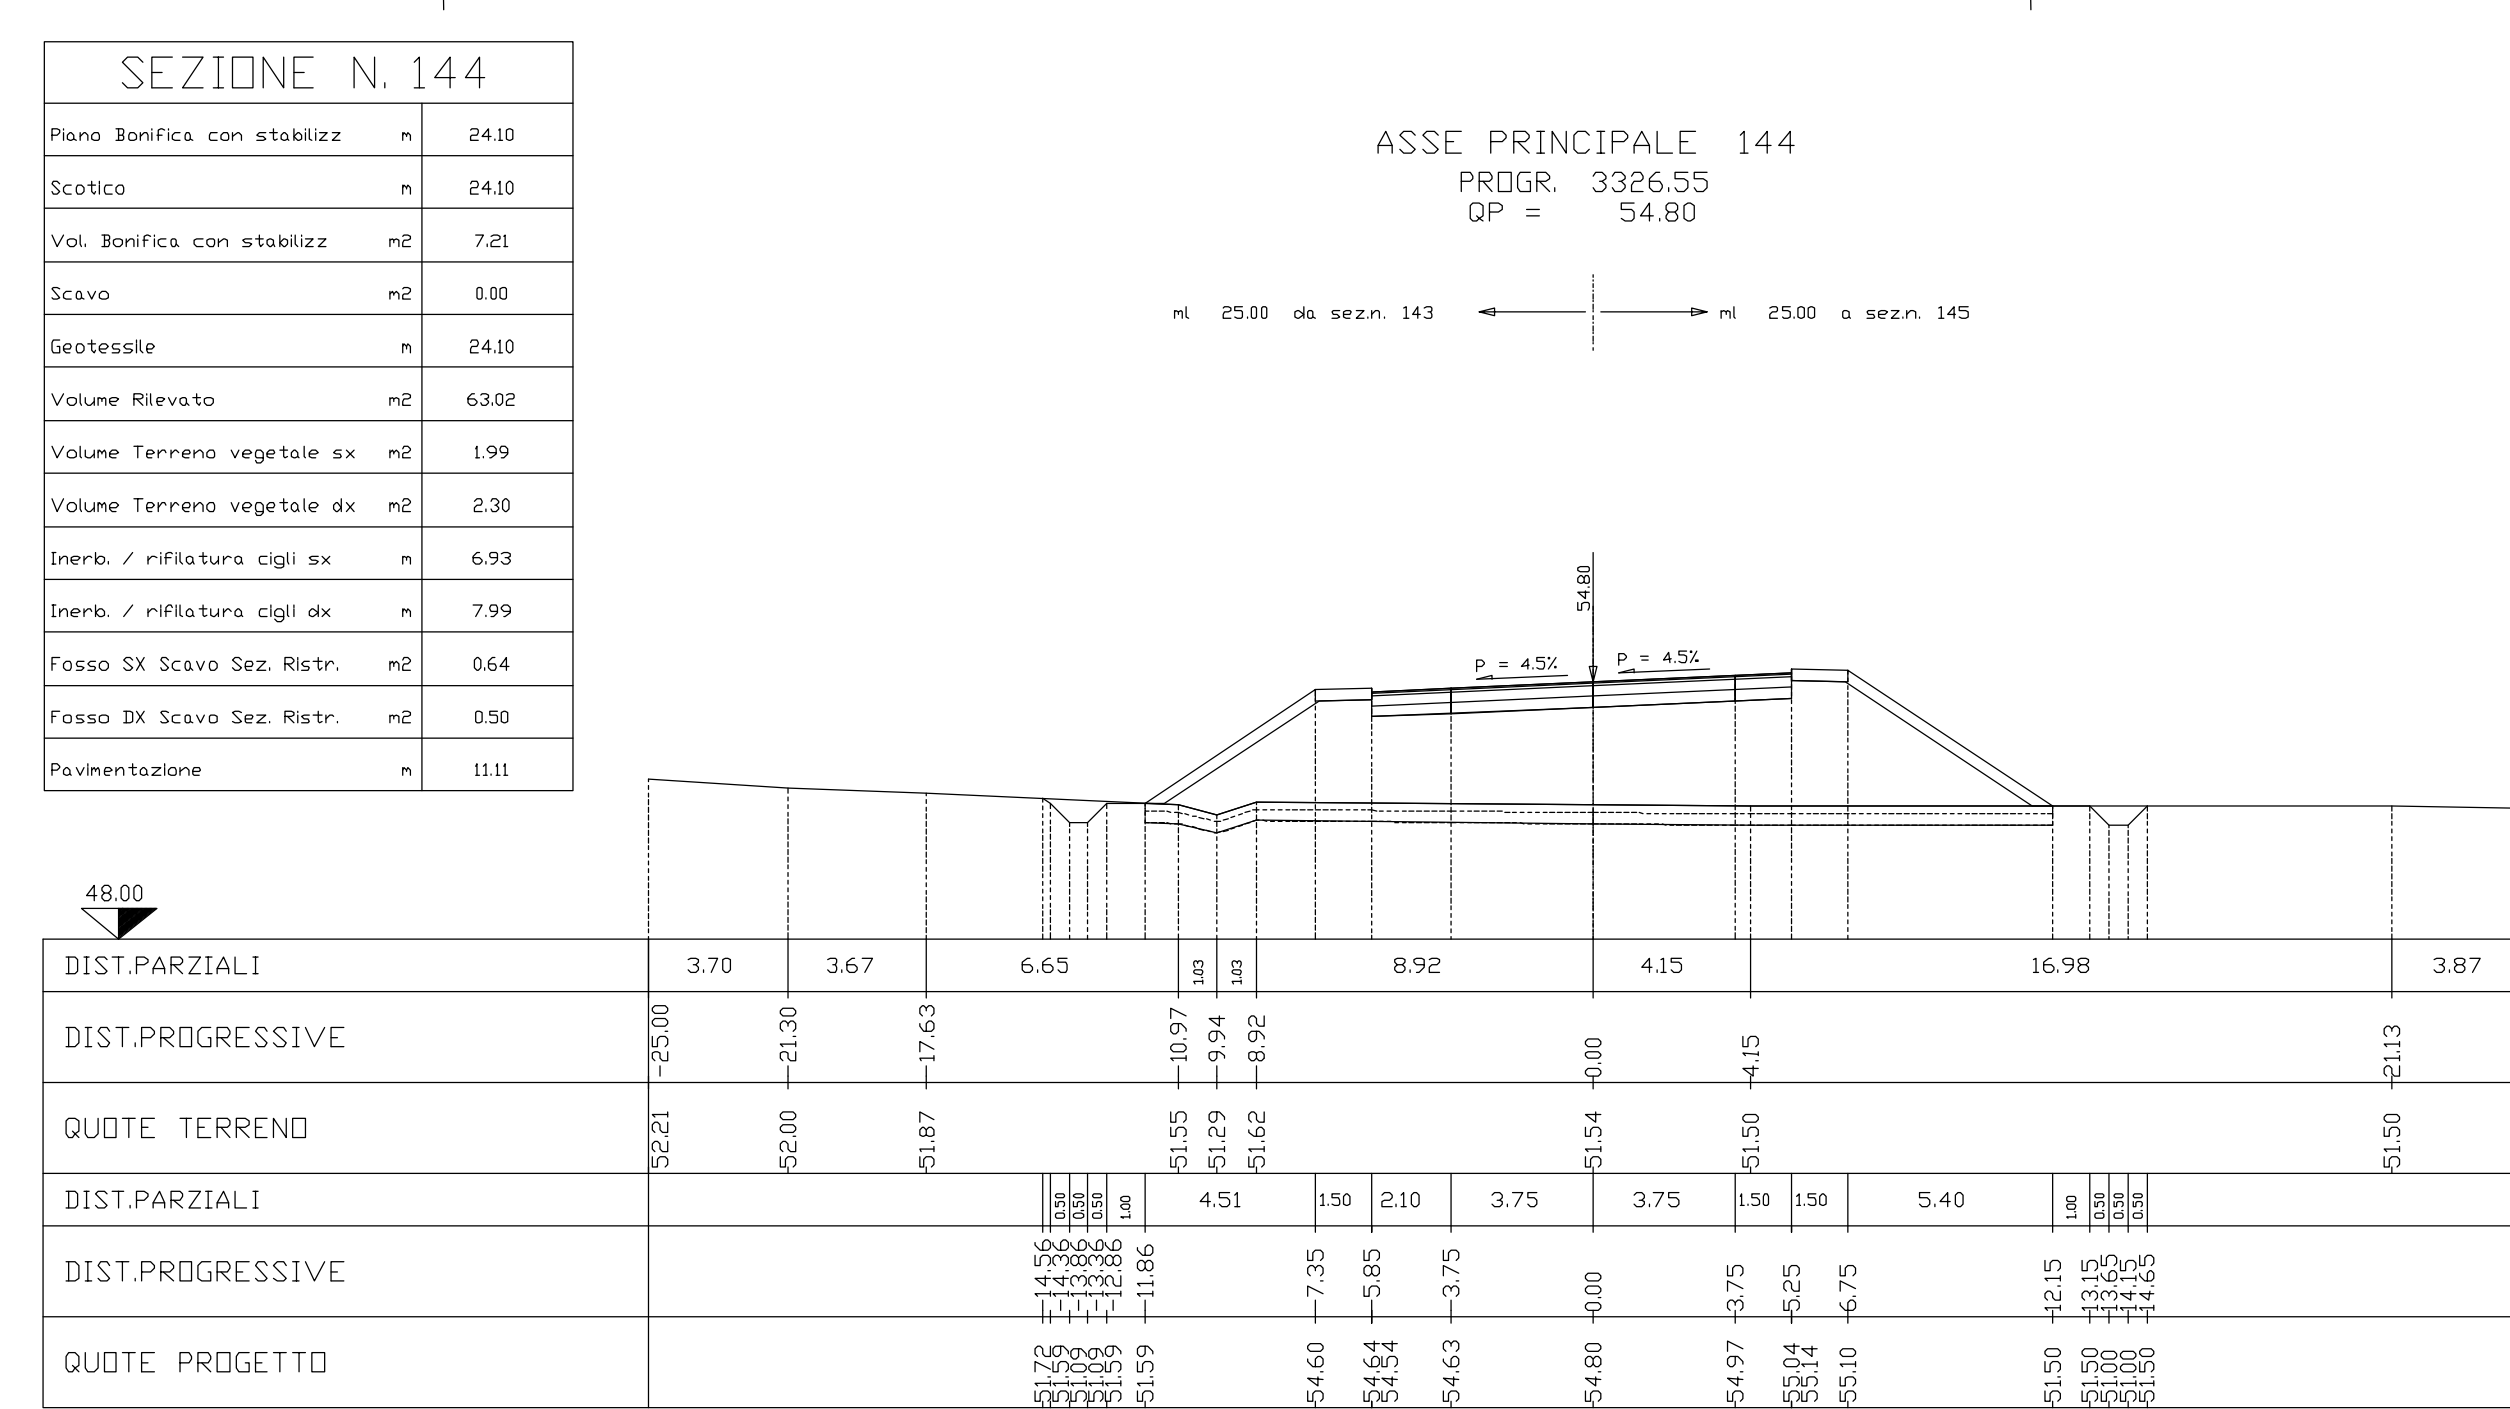 SEZIONE N. 144
Piano Bonifica con stabilizz m 24.10
Scotico m 24.10
Vol. Bonifica con stabilizz m2 7.21
Scavo m2 0.00
Geotessile m 24.10
Volume Rilevato m2 63.02
Volume Terreno vegetale sx m2 1.99
Volume Terreno vegetale dx m2 2.30
Inerb. / rifilatura cigli sx m 6.93
Inerb. / rifilatura cigli dx m 7.99
Fosso SX Scavo Sez. Ristr. m2 0.64
Fosso DX Scavo Sez. Ristr. m2 0.50
Pavimentazione m 11.11
ASSE PRINCIPALE 144
PROGR. 3326.55
QP = 54.80
ml 25.00 da sez.n. 143 ml 25.00 a sez.n. 145
54.80
P = 4.5% P = 4.5%
48.00
DIST.PARZIALI 3.70 3.67 6.65 1.03 1.03 8.92 4.15 16.98 3.87
DIST.PROGRESSIVE -25.00 -21.30 -17.63 -10.97 -9.94 -8.92 0.00 4.15 21.13
QUOTE TERRENO 52.21 52.00 51.87 51.55 51.29 51.62 51.54 51.50 51.50
DIST.PARZIALI 0.50 0.50 0.50 1.00 4.51 1.50 2.10 3.75 3.75 1.50 1.50 5.40 1.00 0.50 0.50 0.50
DIST.PROGRESSIVE -14.56 -14.36 -13.86 -13.36 -12.86 -11.86 -7.35 -5.85 -3.75 0.00 3.75 5.25 6.75 12.15 13.15 13.65 14.15 14.65
QUOTE PROGETTO 51.72 51.59 51.09 51.09 51.59 51.59 54.60 54.64 54.54 54.63 54.80 54.97 55.04 55.14 55.10 51.50 51.50 51.00 51.00 51.50